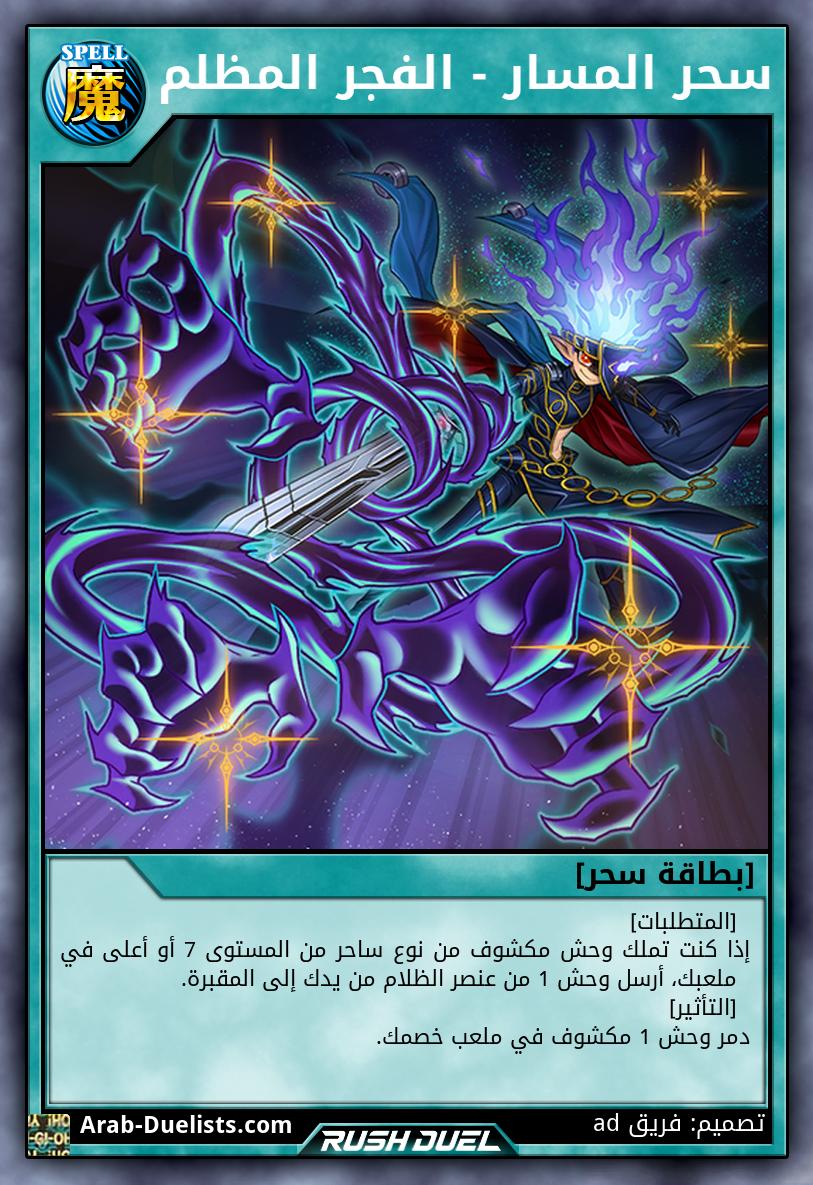 SPELL
魔
سحر المسار - الفجر المظلم
[بطاقة سحر]
[المتطلبات]
إذا كنت تملك وحش مكشوف من نوع ساحر من المستوى 7 أو أعلى في
ملعبك، أرسل وحش 1 من عنصر الظلام من يدك إلى المقبرة.
[التأثير]
دمر وحش 1 مكشوف في ملعب خصمك.
Arab-Duelists.com
RUSH DUEL
تصميم: فريق ad